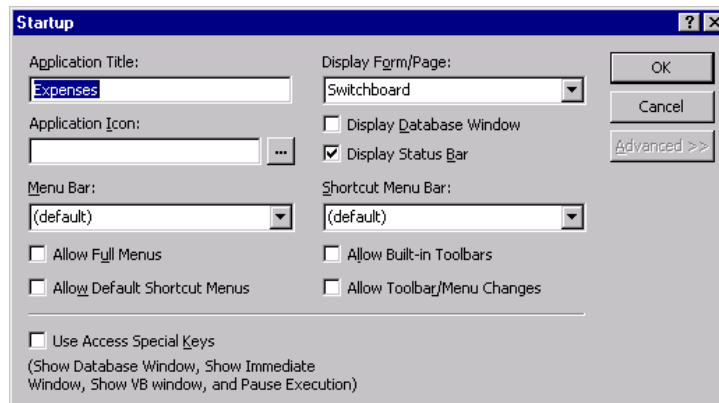 Startup
Application Title:
Expenses
Display Form/Page:
Switchboard
OK
Cancel
Advanced >>
Application Icon:
...
Display Database Window
Display Status Bar
Menu Bar:
(default)
Shortcut Menu Bar:
(default)
Allow Full Menus
Allow Built-in Toolbars
Allow Default Shortcut Menus
Allow Toolbar/Menu Changes
Use Access Special Keys
(Show Database Window, Show Immediate
Window, Show VB window, and Pause Execution)